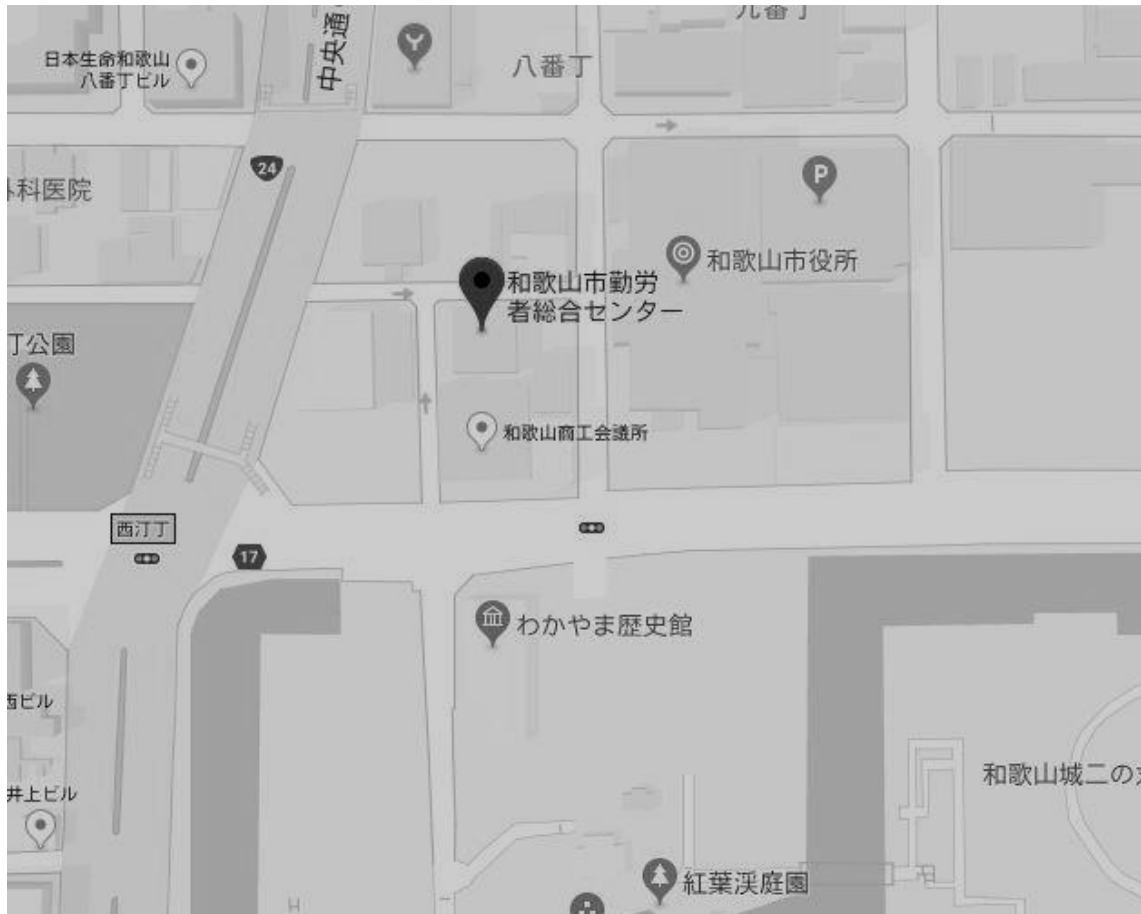 九番丁
中央通り
日本生命和歌山
八番丁ビル
八番丁
24
外科医院
P
和歌山市役所
和歌山市勤労
者総合センター
丁公園
和歌山商工会議所
西汀丁
17
わかやま歴史館
西ビル
和歌山城二の丸
井上ビル
紅葉渓庭園
H